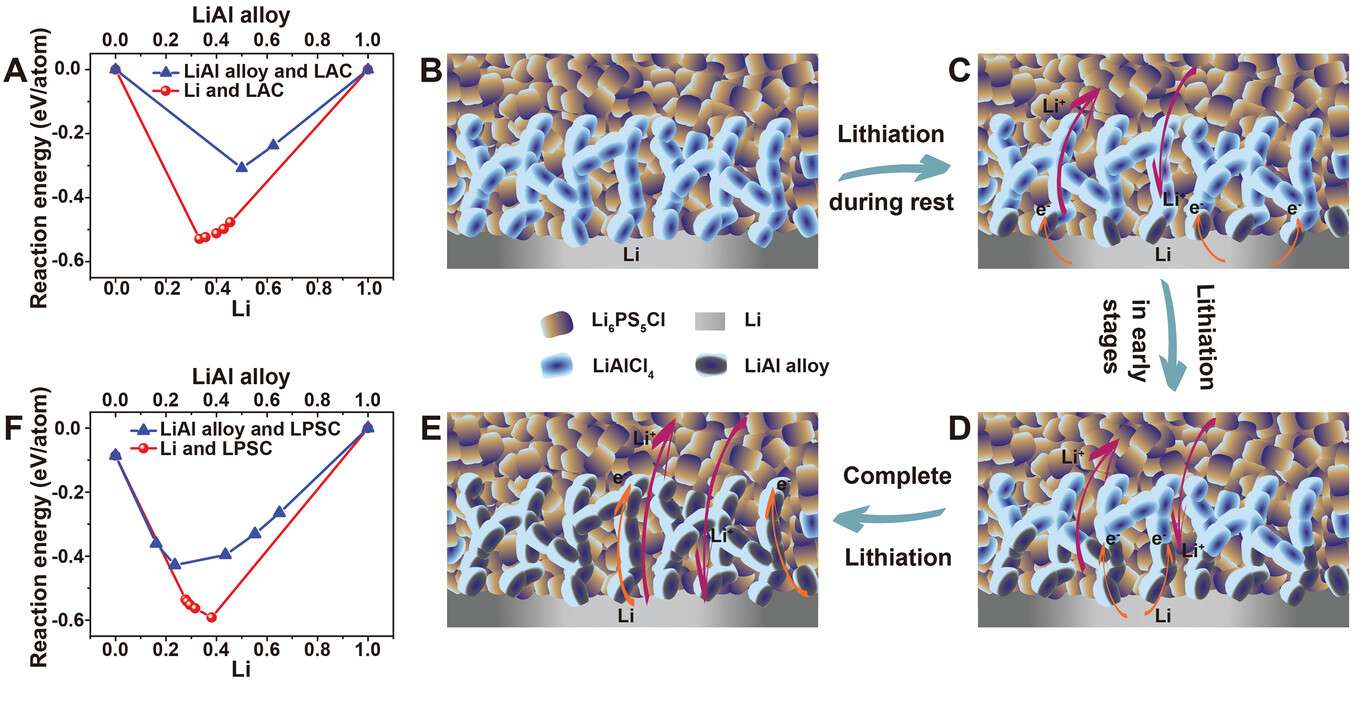 A
LiAl alloy
0.0 0.2 0.4 0.6 0.8 1.0
Reaction energy (eV/atom)
0.0
-0.2
-0.4
-0.6
LiAl alloy and LAC
Li and LAC
0.0 0.2 0.4 0.6 0.8 1.0
Li
B
Li
Lithiation
during rest
C
Li⁺
Li⁺
e⁻
e⁻
e⁻
Li
Li₆PS₅Cl
Li
LiAlCl₄
LiAl alloy
Lithiation
in early
stages
F
LiAl alloy
0.0 0.2 0.4 0.6 0.8 1.0
Reaction energy (eV/atom)
0.0
-0.2
-0.4
-0.6
LiAl alloy and LPSC
Li and LPSC
0.0 0.2 0.4 0.6 0.8 1.0
Li
E
Li⁺
e⁻
e⁻
Li⁺
Li
Complete
Lithiation
D
Li⁺
e⁻
e⁻
Li⁺
Li